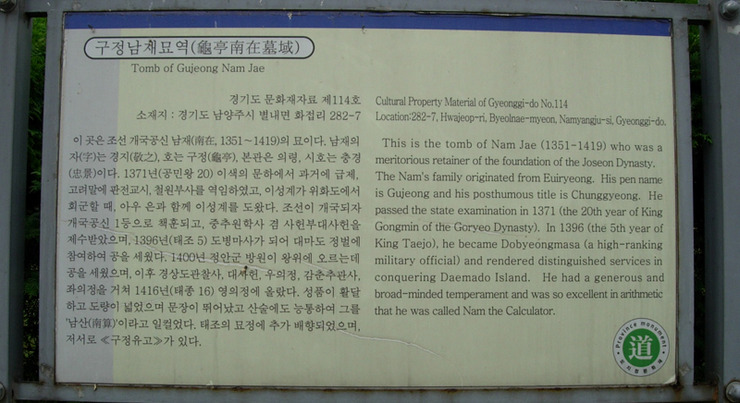 구정남재묘역(龜亭南在墓域)
Tomb of Gujeong Nam Jae
경기도 문화재자료 제114호
소재지 : 경기도 남양주시 별내면 화접리 282-7
이 곳은 조선 개국공신 남재(南在, 1351~1419)의 묘이다. 남재의
자(字)는 경지(敬之), 호는 구정(龜亭), 본관은 의령, 시호는 충경
(忠景)이다. 1371년(공민왕 20) 이색의 문하에서 과거에 급제,
고려말에 판전교시, 철원부사를 역임하였고, 이성계가 위화도에서
회군할 때, 아우 은과 함께 이성계를 도왔다. 조선이 개국되자
개국공신 1등으로 책훈되고, 중추원학사 겸 사헌부대사헌을
제수받았으며, 1396년(태조 5) 도병마사가 되어 대마도 정벌에
참여하여 공을 세웠다. 1400년 정안군 방원이 왕위에 오르는데
공을 세웠으며, 이후 경상도관찰사, 대사헌, 우의정, 감춘추관사,
좌의정을 거쳐 1416년(태종 16) 영의정에 올랐다. 성품이 활달
하고 도량이 넓었으며 문장이 뛰어났고 산술에도 능통하여 그를
'남산(南算)'이라고 일컬었다. 태조의 묘정에 추가 배향되었으며,
저서로 ≪구정유고≫가 있다.
Cultural Property Material of Gyeonggi-do No.114
Location:282-7, Hwajeop-ri, Byeolnae-myeon, Namyangju-si, Gyeonggi-do.
This is the tomb of Nam Jae (1351~1419) who was a
meritorious retainer of the foundation of the Joseon Dynasty.
The Nam's family originated from Euiryeong. His pen name
is Gujeong and his posthumous title is Chunggyeong. He
passed the state examination in 1371 (the 20th year of King
Gongmin of the Goryeo Dynasty). In 1396 (the 5th year of
King Taejo), he became Dobyeongmasa (a high-ranking
military official) and rendered distinguished services in
conquering Daemado Island. He had a generous and
broad-minded temperament and was so excellent in arithmetic
that he was called Nam the Calculator.
Province monument
道